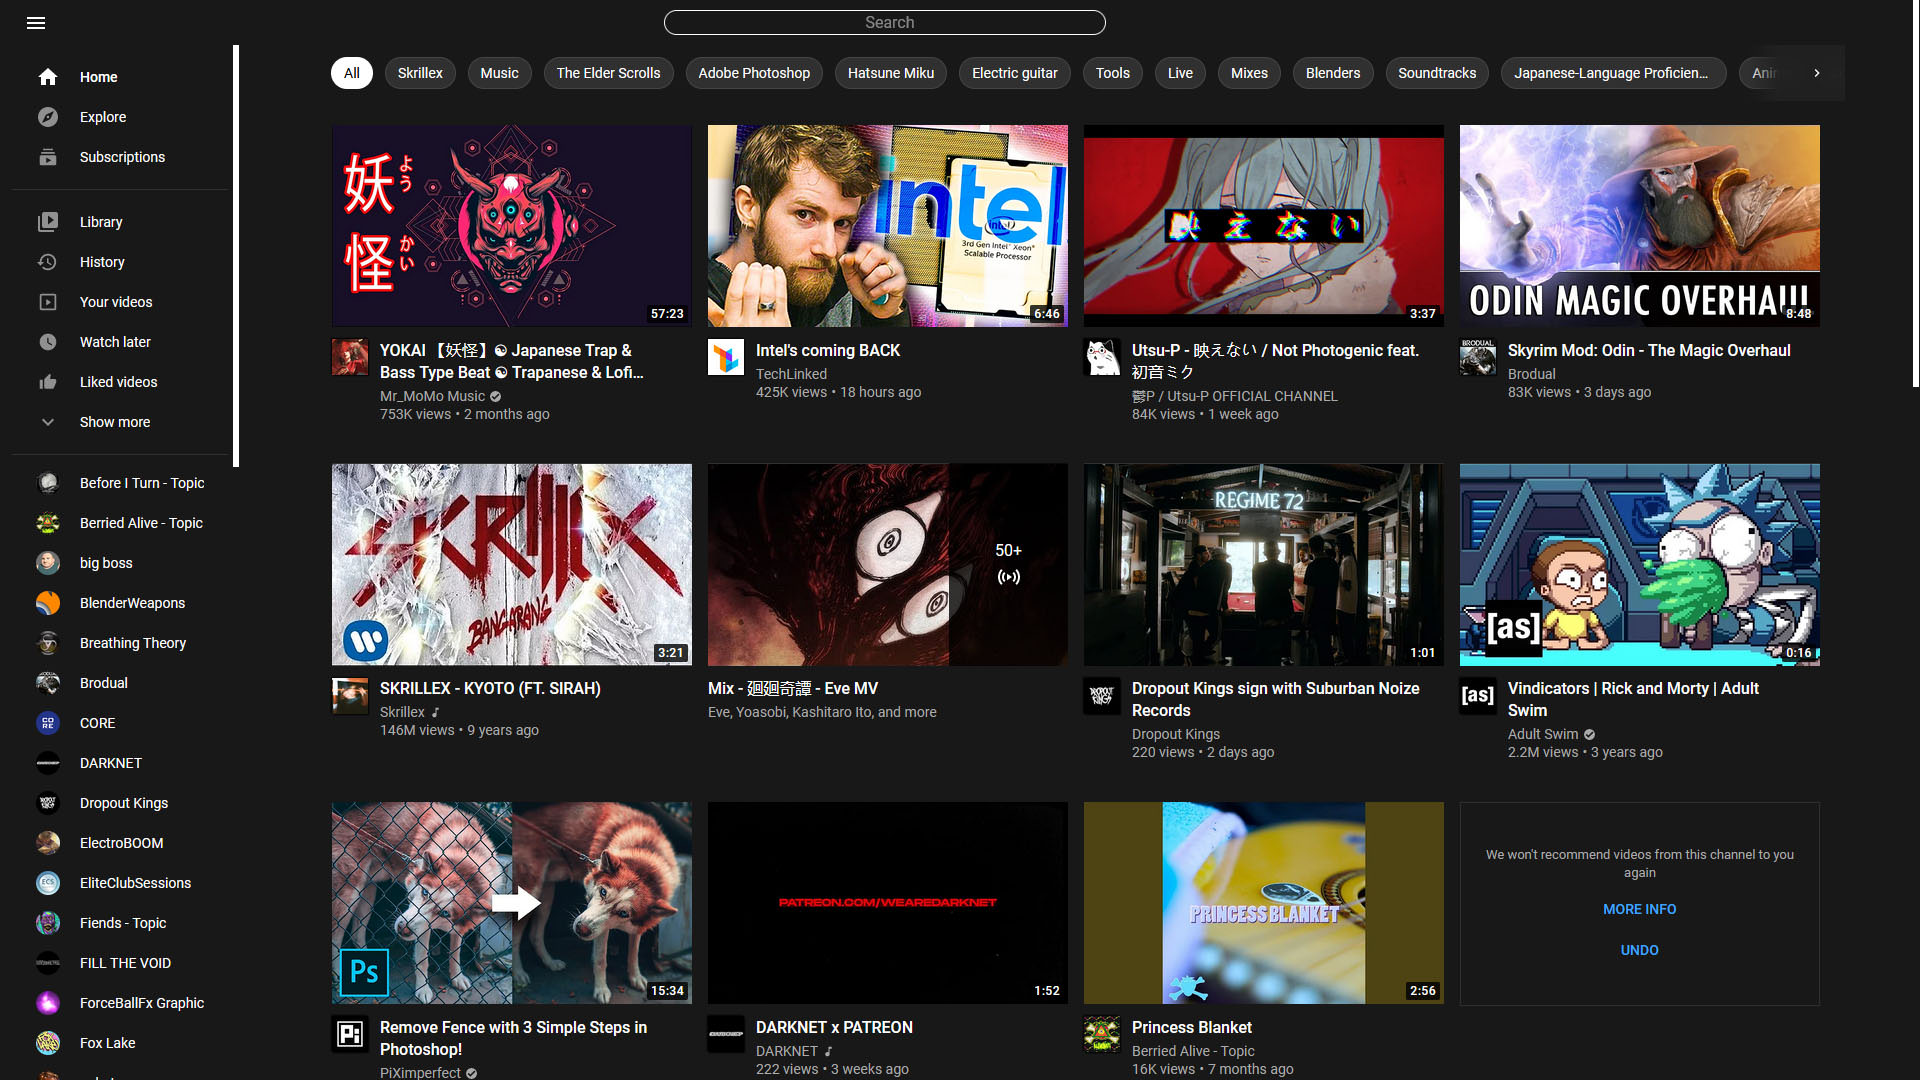 Search
Home
Explore
Subscriptions
Library
History
Your videos
Watch later
Liked videos
Show more
Before I Turn - Topic
Berried Alive - Topic
big boss
BlenderWeapons
Breathing Theory
Brodual
CORE
DARKNET
Dropout Kings
ElectroBOOM
EliteClubSessions
Fiends - Topic
FILL THE VOID
ForceBallFx Graphic
Fox Lake
All
Skrillex
Music
The Elder Scrolls
Adobe Photoshop
Hatsune Miku
Electric guitar
Tools
Live
Mixes
Blenders
Soundtracks
Japanese-Language Proficien...
妖怪
ようかい
57:23
YOKAI 【妖怪】☯ Japanese Trap &
Bass Type Beat ☯ Trapanese & Lofi...
Mr_MoMo Music
753K views • 2 months ago
intel
intel
3rd Gen Intel® Xeon®
Scalable Processor
6:46
Intel's coming BACK
TechLinked
425K views • 18 hours ago
映えない
3:37
Utsu-P - 映えない / Not Photogenic feat.
初音ミク
鬱P / Utsu-P OFFICIAL CHANNEL
84K views • 1 week ago
ODIN MAGIC OVERHAUL
8:48
BRODUAL
Skyrim Mod: Odin - The Magic Overhaul
Brodual
83K views • 3 days ago
SKRILLEX
BANGARANG
3:21
SKRILLEX - KYOTO (FT. SIRAH)
Skrillex
146M views • 9 years ago
50+
Mix - 廻廻奇譚 - Eve MV
Eve, Yoasobi, Kashitaro Ito, and more
REGIME 72
1:01
DROPOUT
KINGS
Dropout Kings sign with Suburban Noize
Records
Dropout Kings
220 views • 2 days ago
[as]
0:16
[as]
Vindicators | Rick and Morty | Adult
Swim
Adult Swim
2.2M views • 3 years ago
Ps
15:34
Pi
Remove Fence with 3 Simple Steps in
Photoshop!
PiXimperfect
PATREON.COM/WEAREDARKNET
1:52
DARKNET
DARKNET x PATREON
DARKNET
222 views • 3 weeks ago
PRINCESS BLANKET
2:56
Princess Blanket
Berried Alive - Topic
16K views • 7 months ago
We won't recommend videos from this channel to you
again
MORE INFO
UNDO